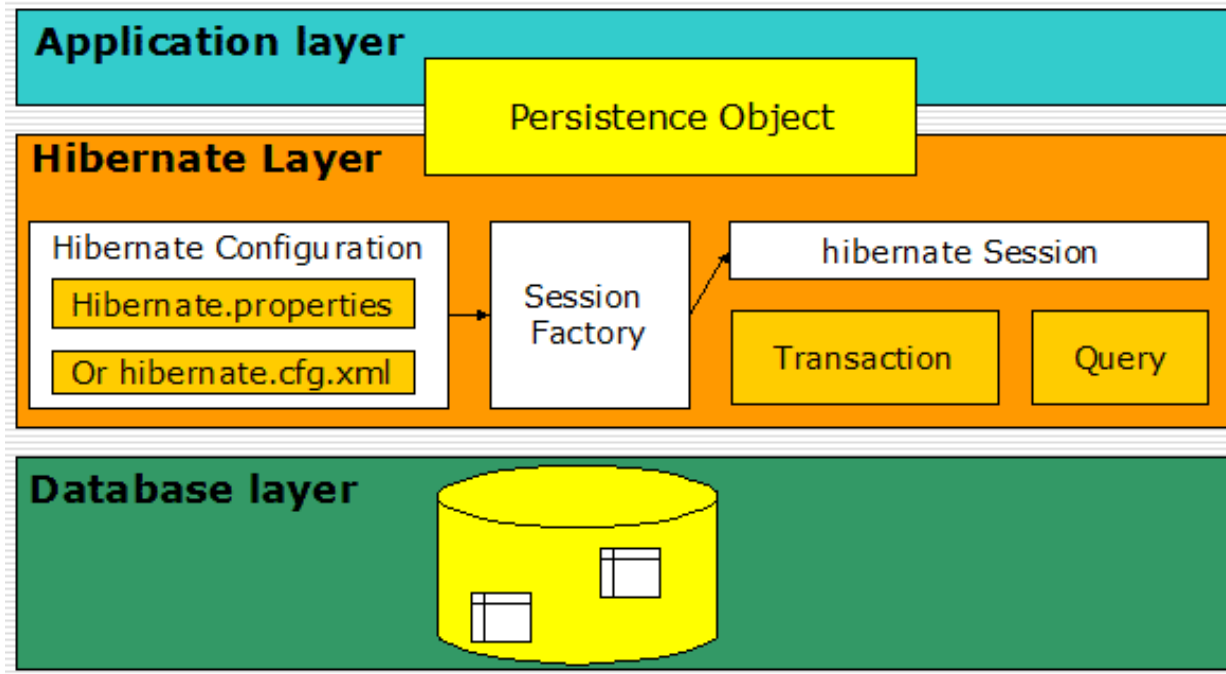 Application layer
Persistence Object
Hibernate Layer
Hibernate Configuration
Hibernate.properties
Or hibernate.cfg.xml
Session
Factory
hibernate Session
Transaction
Query
Database layer